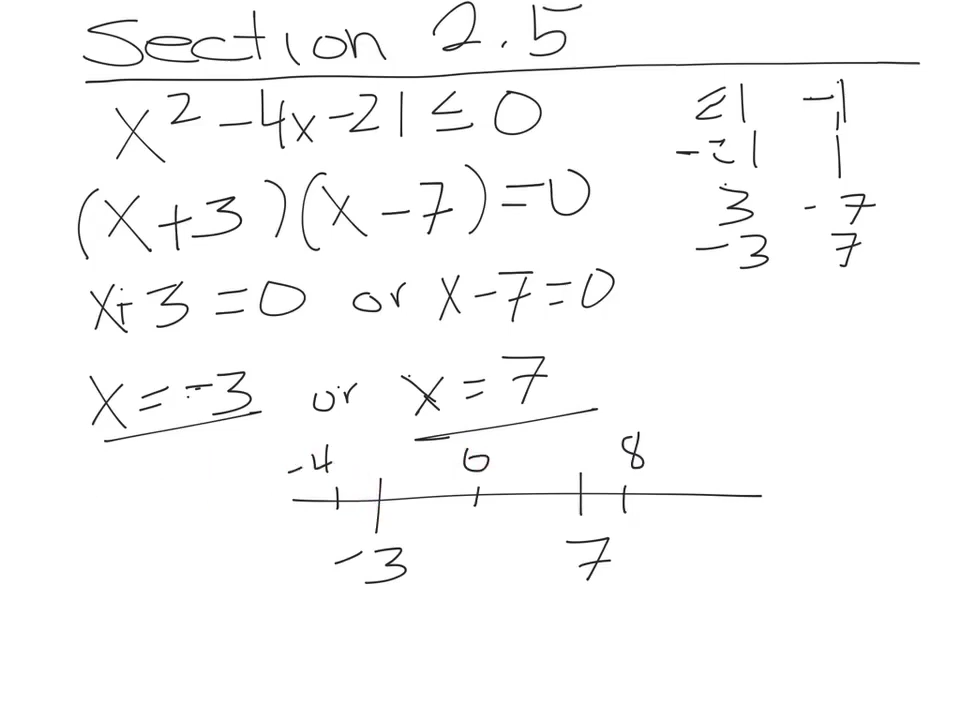 Section 2.5
x² - 4x - 21 ≤ 0
21 -1
-21 1
(x + 3)(x - 7) = 0
3 -7
-3 7
x + 3 = 0 or x - 7 = 0
x = -3 or x = 7
-4 0 8
-3 7